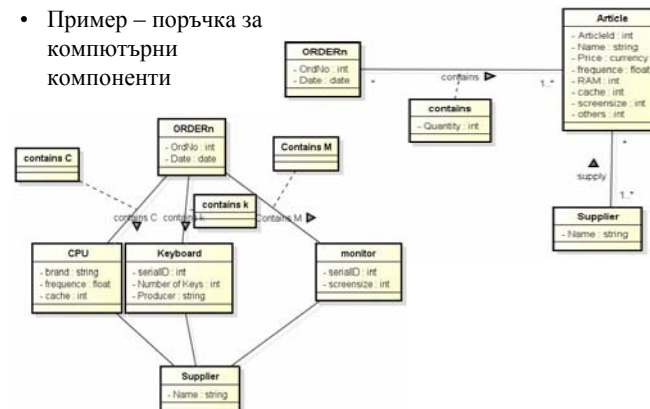 • Пример – поръчка за
компютърни
компоненти
ORDERn
- OrdNo : int
- Date : date
*
contains
1..*
contains
- Quantity : int
Article
- ArticleId : int
- Name : string
- Price : currency
- frequence : float
- RAM : int
- cache : int
- screensize : int
- others : int
*
supply
1..*
Supplier
- Name : string
ORDERn
- OrdNo : int
- Date : date
contains C
Contains M
contains k
contains C
contains k
Contains M
CPU
- brand : string
- frequence : float
- cache : int
Keyboard
- serialID : int
- Number of Keys : int
- Producer : string
monitor
- serialID : int
- screensize : int
Supplier
- Name : string